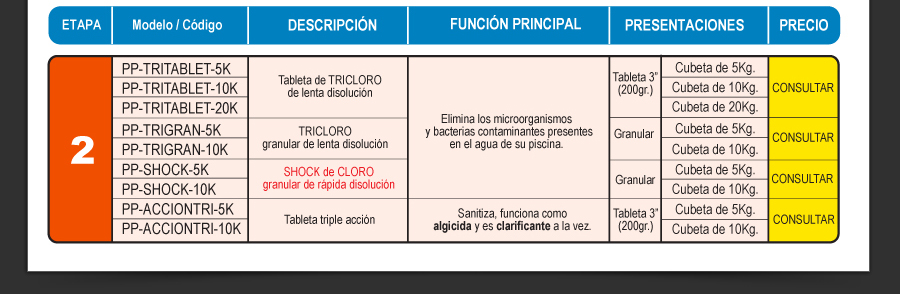 ETAPA Modelo / Código DESCRIPCIÓN FUNCIÓN PRINCIPAL PRESENTACIONES PRECIO
2
PP-TRITABLET-5K
PP-TRITABLET-10K
PP-TRITABLET-20K
Tableta de TRICLORO
de lenta disolución
Tableta 3"
(200gr.)
Cubeta de 5Kg.
Cubeta de 10Kg.
Cubeta de 20Kg.
CONSULTAR
Elimina los microorganismos
y bacterias contaminantes presentes
en el agua de su piscina.
PP-TRIGRAN-5K
PP-TRIGRAN-10K
TRICLORO
granular de lenta disolución
Granular
Cubeta de 5Kg.
Cubeta de 10Kg.
CONSULTAR
PP-SHOCK-5K
PP-SHOCK-10K
SHOCK de CLORO
granular de rápida disolución
Granular
Cubeta de 5Kg.
Cubeta de 10Kg.
CONSULTAR
PP-ACCIONTRI-5K
PP-ACCIONTRI-10K
Tableta triple acción
Sanitiza, funciona como
algicida y es clarificante a la vez.
Tableta 3"
(200gr.)
Cubeta de 5Kg.
Cubeta de 10Kg.
CONSULTAR